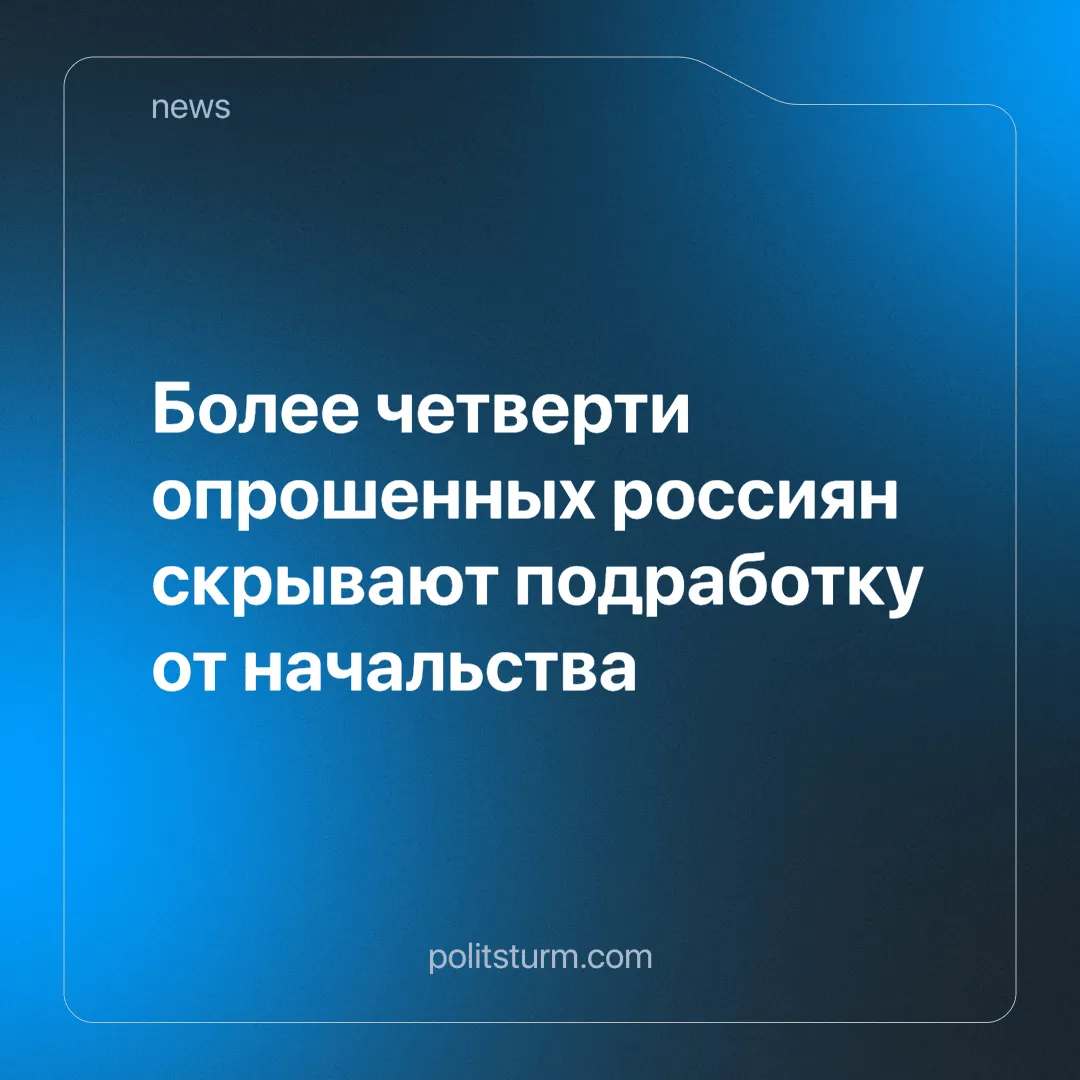 news
Более четверти
опрошенных россиян
скрывают подработку
от начальства
politsturm.com